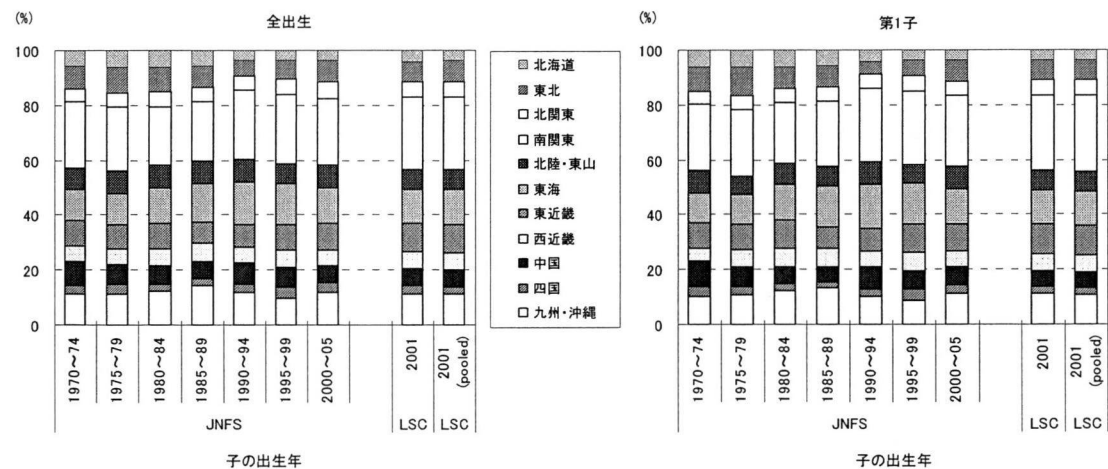 (%)
全出生
100
80
60
40
20
0
1970～74
1975～79
1980～84
1985～89
1990～94
1995～99
2000～05
2001
2001
(pooled)
JNFS
LSC
LSC
子の出生年
北海道
東北
北関東
南関東
北陸・東山
東海
東近畿
西近畿
中国
四国
九州・沖縄
(%)
第1子
100
80
60
40
20
0
1970～74
1975～79
1980～84
1985～89
1990～94
1995～99
2000～05
2001
2001
(pooled)
JNFS
LSC
LSC
子の出生年